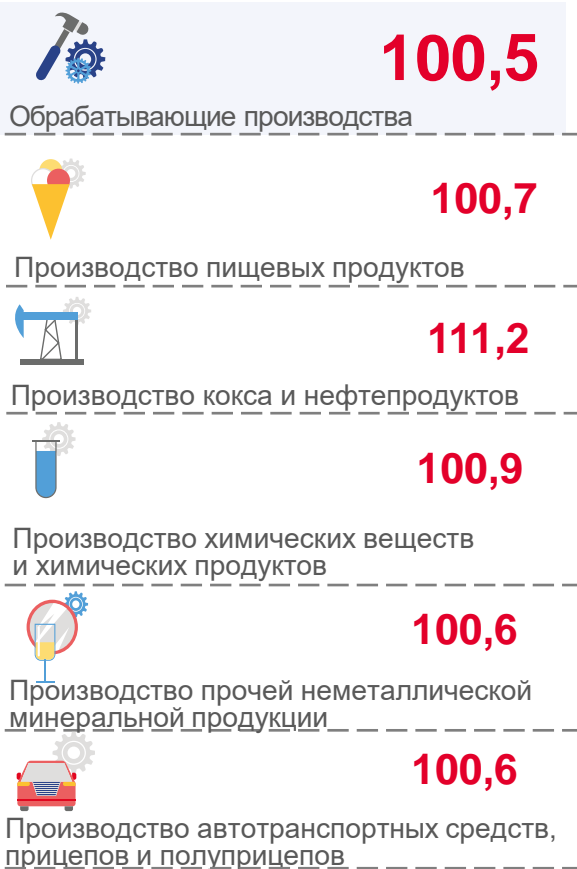 100,5
Обрабатывающие производства
100,7
Производство пищевых продуктов
111,2
Производство кокса и нефтепродуктов
100,9
Производство химических веществ
и химических продуктов
100,6
Производство прочей неметаллической
минеральной продукции
100,6
Производство автотранспортных средств,
прицепов и полуприцепов